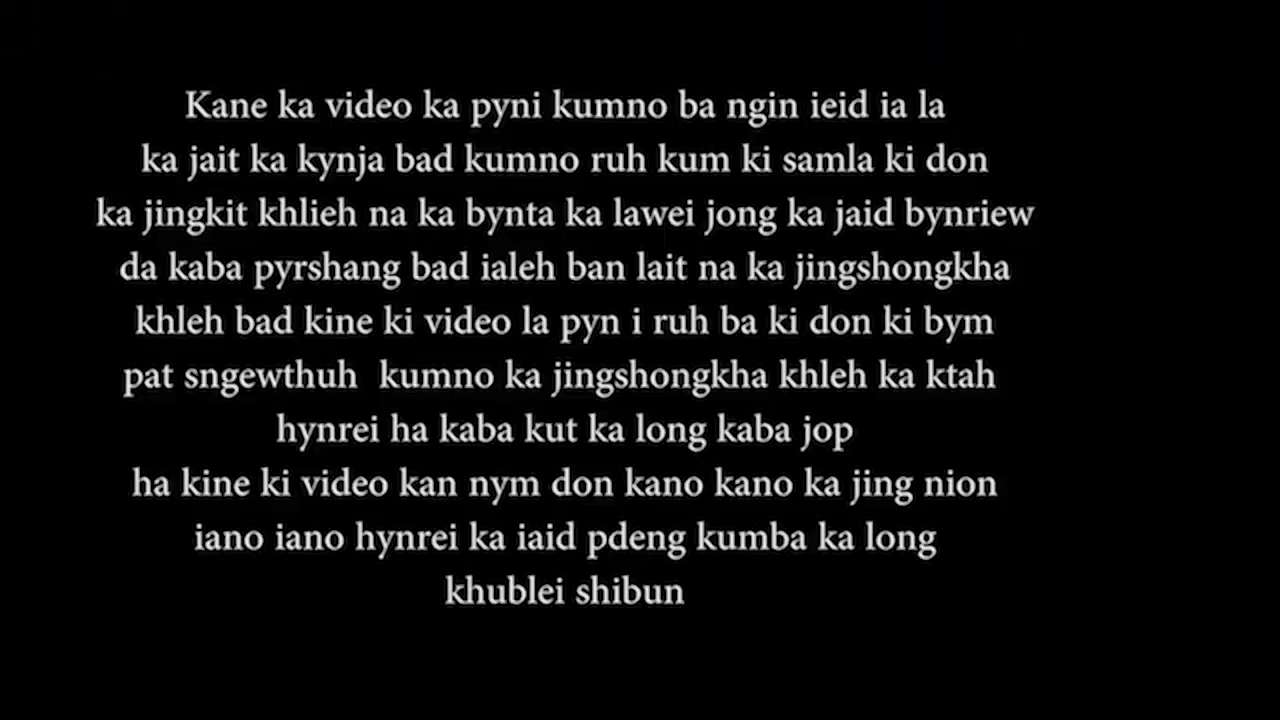 Kane ka video ka pyni kumno ba ngin ieid ia la
ka jait ka kynja bad kumno ruh kum ki samla ki don
ka jingkit khlieh na ka bynta ka lawei jong ka jaid bynriew
da kaba pyrshang bad ialeh ban lait na ka jingshongkha
khleh bad kine ki video la pyn i ruh ba ki don ki bym
pat sngewthuh kumno ka jingshongkha khleh ka ktah
hynrei ha kaba kut ka long kaba jop
ha kine ki video kan nym don kano kano ka jing nion
iano iano hynrei ka iaid pdeng kumba ka long
khublei shibun